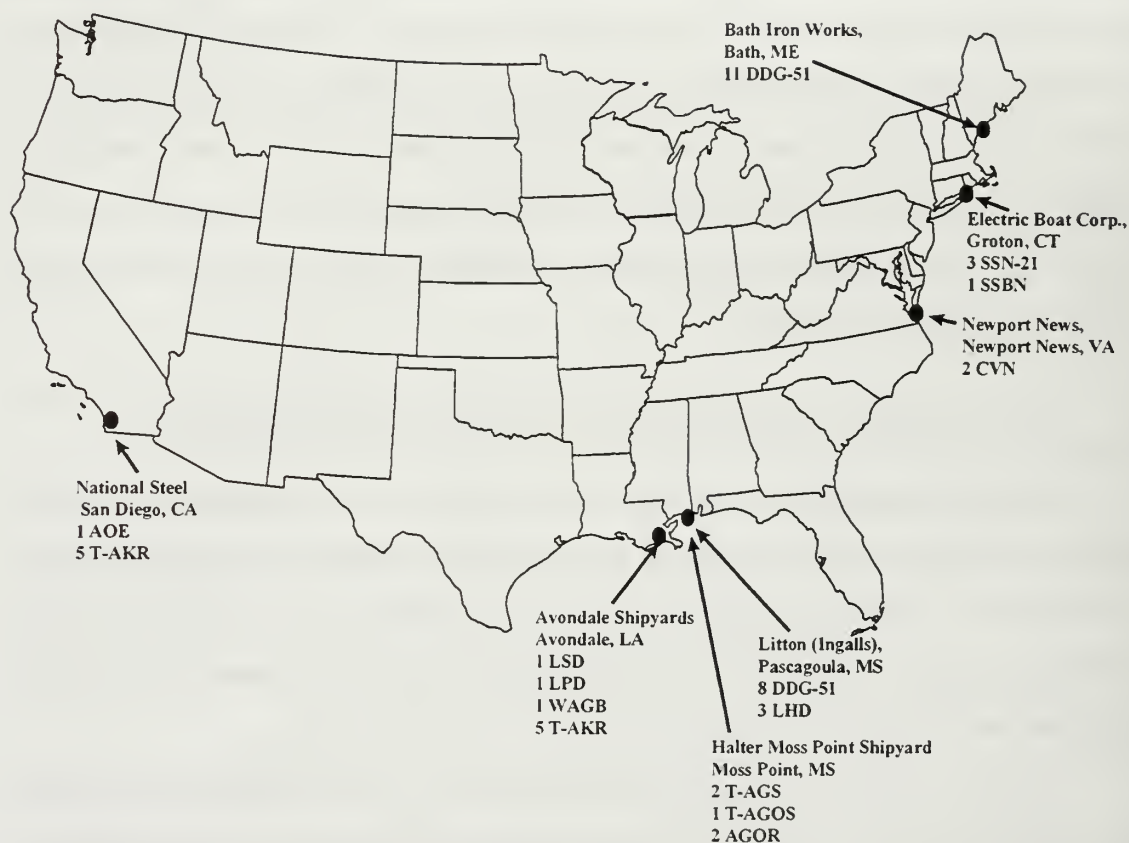 Bath Iron Works,
Bath, ME
11 DDG-51
Electric Boat Corp.,
Groton, CT
3 SSN-21
1 SSBN
Newport News,
Newport News, VA
2 CVN
National Steel
San Diego, CA
1 AOE
5 T-AKR
Avondale Shipyards
Avondale, LA
1 LSD
1 LPD
1 WAGB
5 T-AKR
Litton (Ingalls),
Pascagoula, MS
8 DDG-51
3 LHD
Halter Moss Point Shipyard
Moss Point, MS
2 T-AGS
1 T-AGOS
2 AGOR